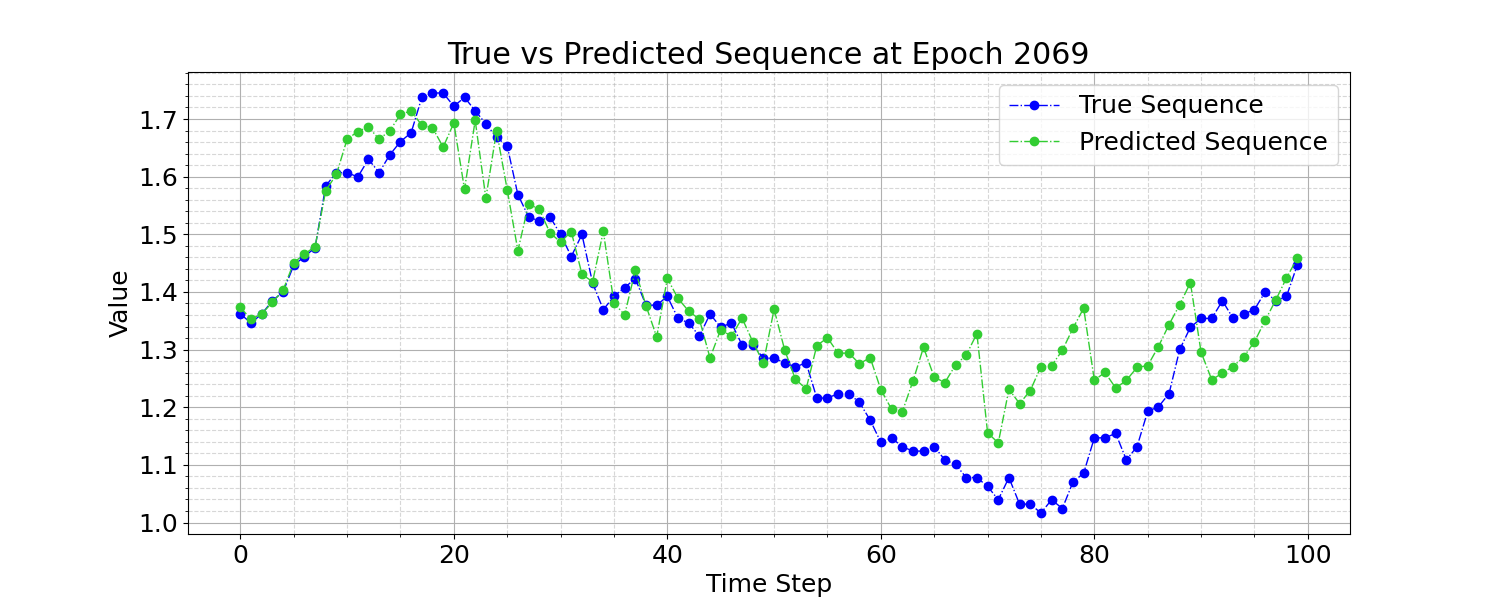 True vs Predicted Sequence at Epoch 2069
True Sequence
Predicted Sequence
Value
1.7
1.6
1.5
1.4
1.3
1.2
1.1
1.0
0 20 40 60 80 100
Time Step